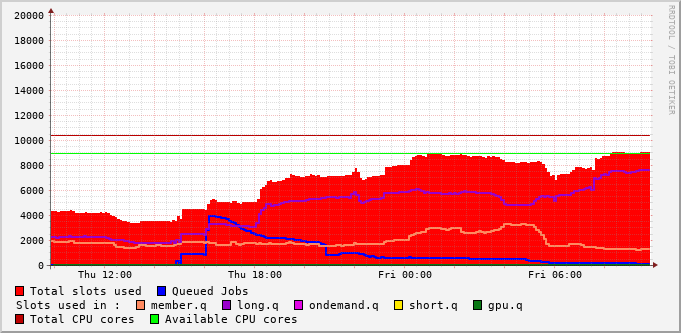 20000
18000
16000
14000
12000
10000
8000
6000
4000
2000
0
Thu 12:00 Thu 18:00 Fri 00:00 Fri 06:00
RRDTOOL / TOBI OETIKER
Total slots used Queued Jobs
Slots used in : member.q long.q ondemand.q short.q gpu.q
Total CPU cores Available CPU cores